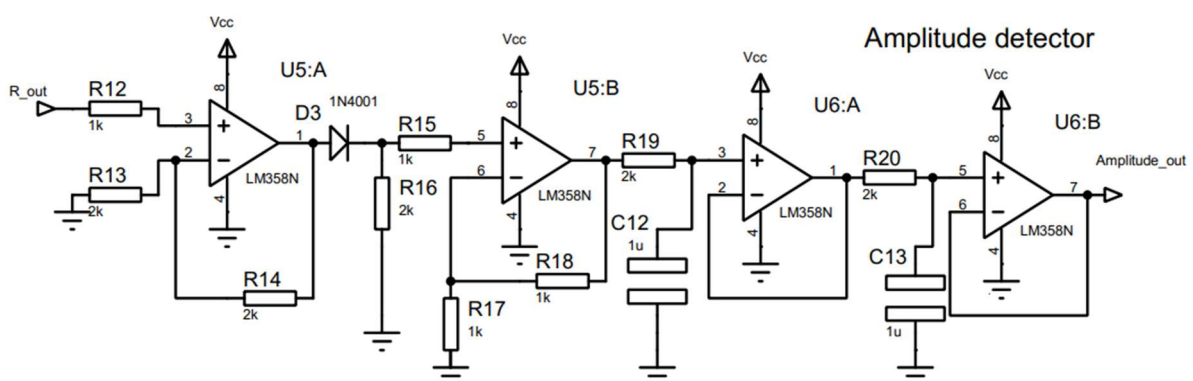 Amplitude detector
Vcc
Vcc
Vcc
Vcc
R_out
R12
1k
3
2
8
4
1
+
−
U5:A
LM358N
R13
2k
R14
2k
D3
1N4001
R15
1k
R16
2k
5
6
8
4
7
+
−
U5:B
LM358N
R17
1k
R18
1k
R19
2k
C12
1u
3
2
8
4
1
+
−
U6:A
LM358N
R20
2k
C13
1u
5
6
8
4
7
+
−
U6:B
LM358N
Amplitude_out